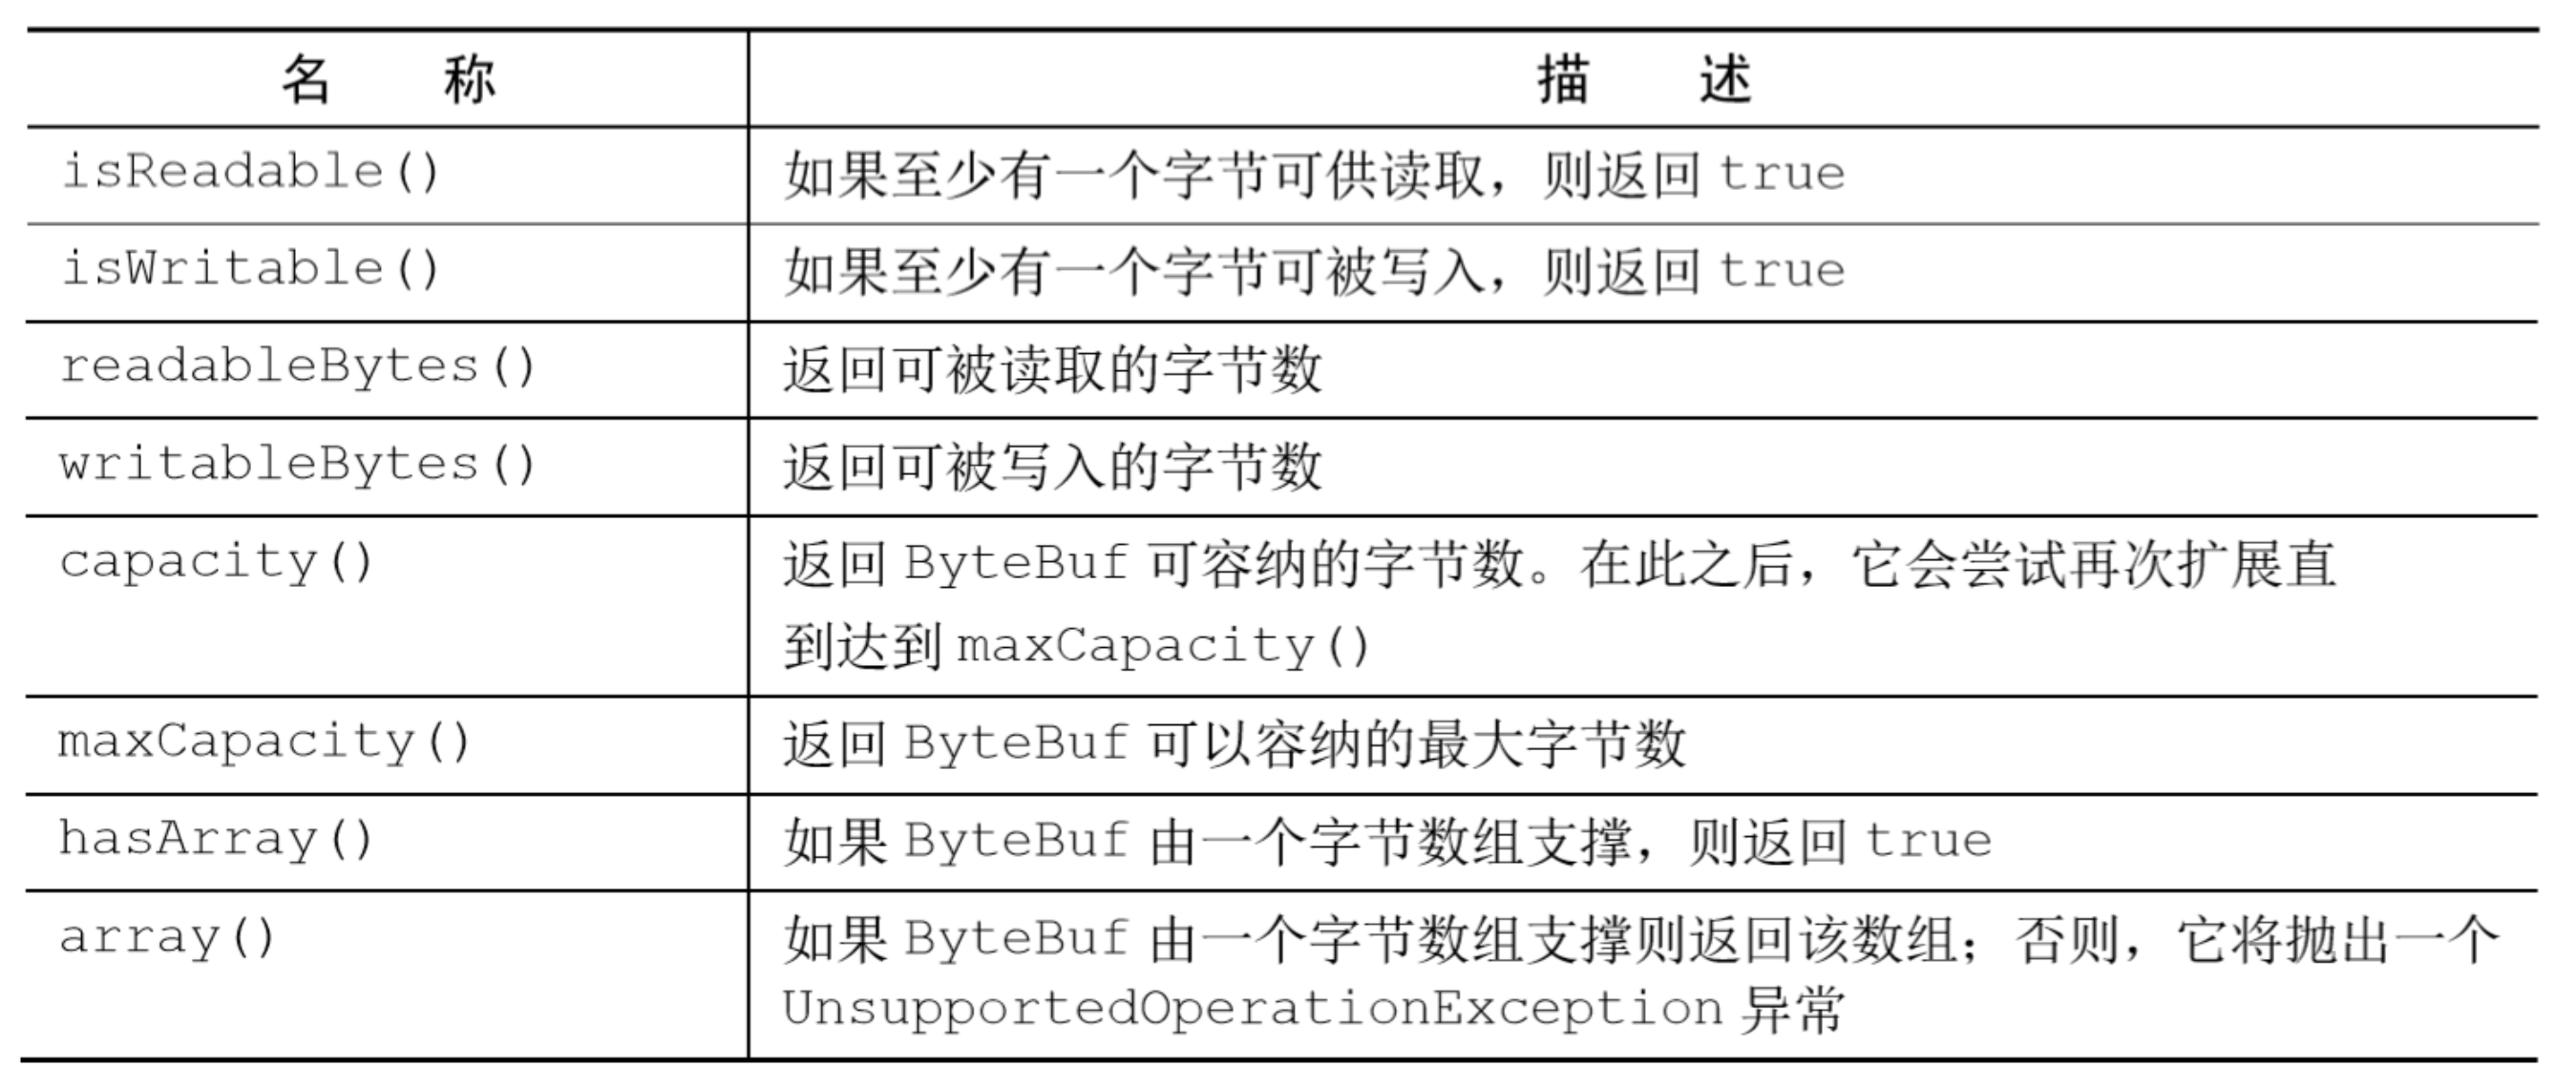 名 称 描 述
isReadable() 如果至少有一个字节可供读取，则返回 true
isWritable() 如果至少有一个字节可被写入，则返回 true
readableBytes() 返回可被读取的字节数
writableBytes() 返回可被写入的字节数
capacity() 返回 ByteBuf 可容纳的字节数。在此之后，它会尝试再次扩展直
到达到 maxCapacity()
maxCapacity() 返回 ByteBuf 可以容纳的最大字节数
hasArray() 如果 ByteBuf 由一个字节数组支撑，则返回 true
array() 如果 ByteBuf 由一个字节数组支撑则返回该数组；否则，它将抛出一个
UnsupportedOperationException 异常